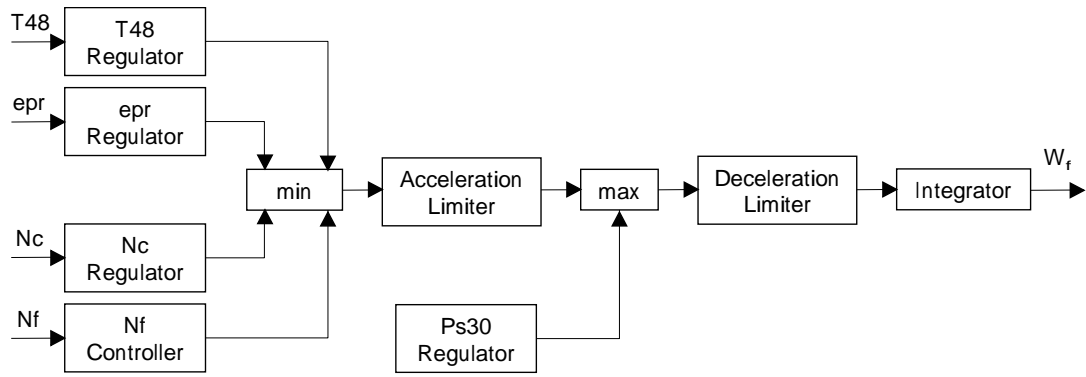 T48
T48
Regulator
epr
epr
Regulator
min
Acceleration
Limiter
max
Deceleration
Limiter
Integrator
W_f
Nc
Nc
Regulator
Nf
Nf
Controller
Ps30
Regulator